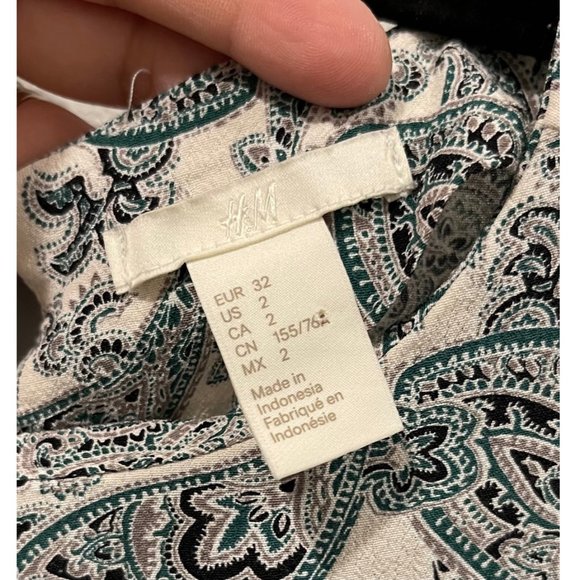 H&M
EUR 32
US 2
CA 2
CN 155/76A
MX 2
Made in
Indonesia
Fabriqué en
Indonésie